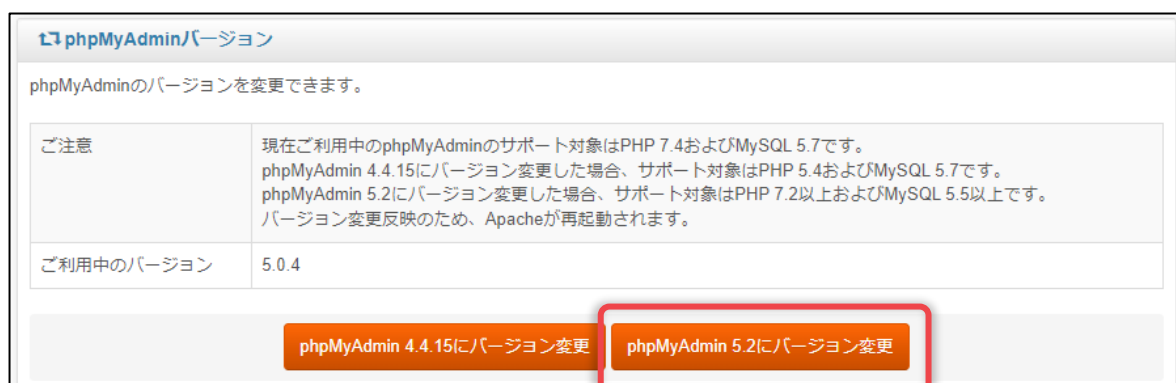 phpMyAdminバージョン
phpMyAdminのバージョンを変更できます。
ご注意
現在ご利用中のphpMyAdminのサポート対象はPHP 7.4およびMySQL 5.7です。
phpMyAdmin 4.4.15にバージョン変更した場合、サポート対象はPHP 5.4およびMySQL 5.7です。
phpMyAdmin 5.2にバージョン変更した場合、サポート対象はPHP 7.2以上およびMySQL 5.5以上です。
バージョン変更反映のため、Apacheが再起動されます。
ご利用中のバージョン
5.0.4
phpMyAdmin 4.4.15にバージョン変更
phpMyAdmin 5.2にバージョン変更